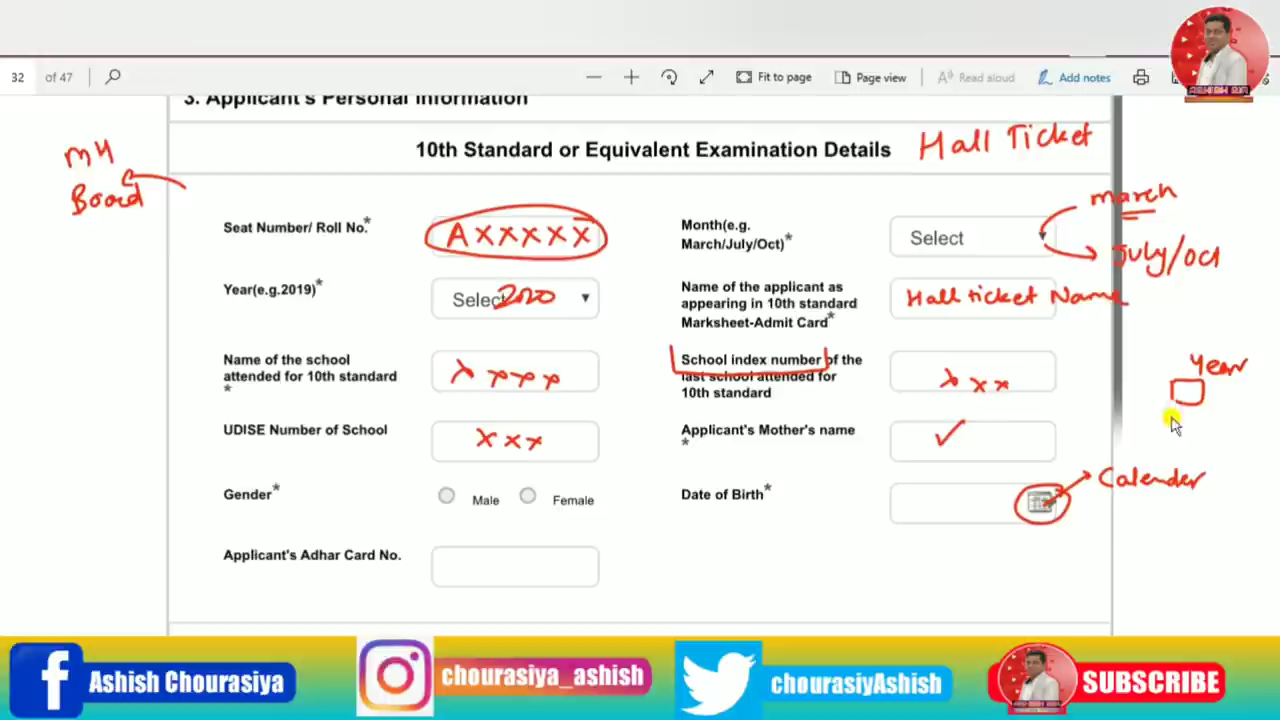 ASHISH SIR
32 of 47
Fit to page
Page view
Read aloud
Add notes
3. Applicant's Personal Information
10th Standard or Equivalent Examination Details
Hall Ticket
MH
Board
Seat Number/ Roll No.*
AXXXXX
Month(e.g.
March/July/Oct)*
Select
march
July/Oct
Year(e.g.2019)*
Select
2020
Name of the applicant as
appearing in 10th standard
Marksheet-Admit Card*
Hall ticket Name
Name of the school
attended for 10th standard
*
xxxx
School index number of the
last school attended for
10th standard
xxx
Year
UDISE Number of School
xxx
Applicant's Mother's name
*
Gender*
Male
Female
Date of Birth*
Calender
Applicant's Adhar Card No.
Ashish Chourasiya
chourasiya_ashish
chourasiyAshish
SUBSCRIBE